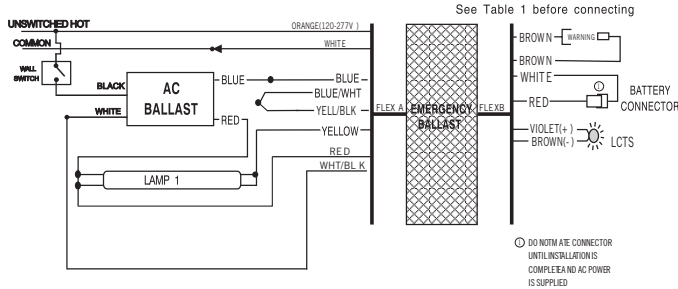 See Table 1 before connecting
UNSWITCHED HOT
ORANGE(120-277V )
COMMON
WHITE
BROWN
WARNING
WALL
SWITCH
BROWN
WHITE
BLACK
AC
BALLAST
BLUE
BLUE
BLUE/WHT
RED
BATTERY
CONNECTOR
WHITE
YELL/BLK
FLEX A
EMERGENCY
BALLAST
FLEXB
RED
YELLOW
VIOLET(+ )
BROWN(- )
LCTS
RED
WHT/BL K
LAMP 1
1 DO NOTM ATE CONNECTOR
UNTILINSTALLATION IS
COMPLETEA ND AC POWER
IS SUPPLIED